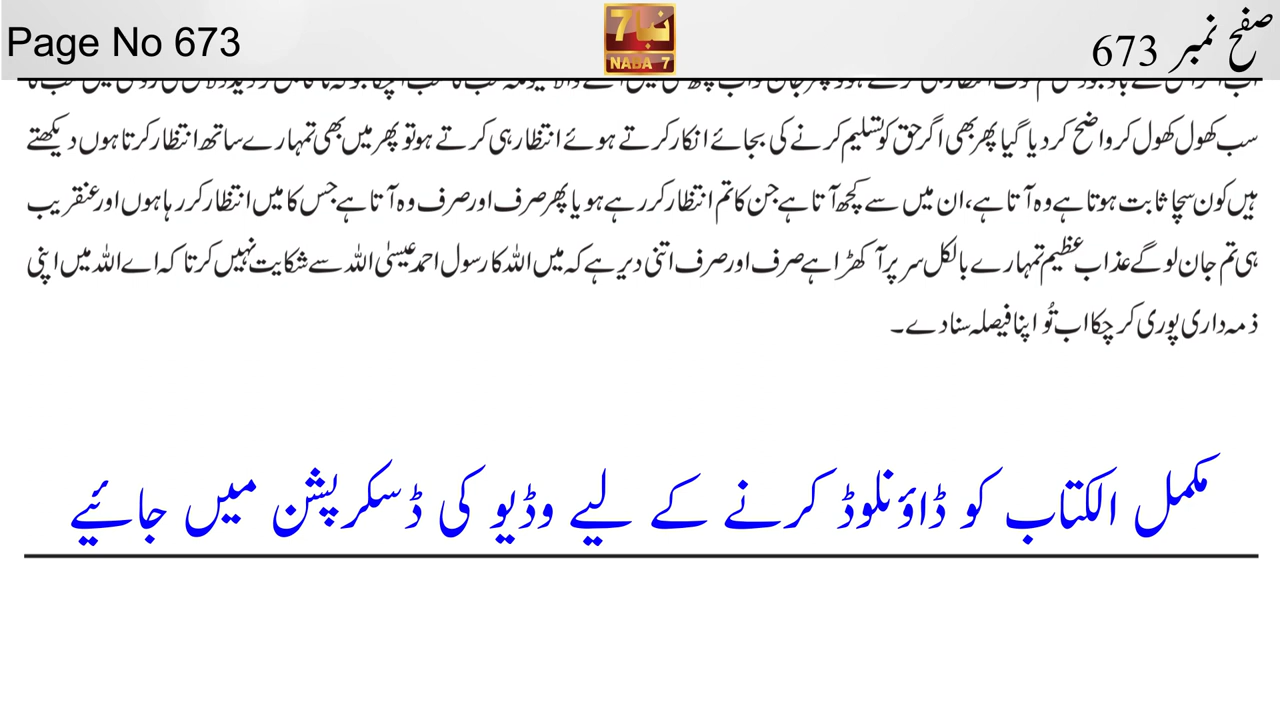 Page No 673
نبا 7
NABA 7
صفح نمبر 673
سب کھول کھول کر واضح کر دیا گیا پھر بھی اگر حق کو تسلیم کرنے کی بجائے انکار کرتے ہوئے انتظار ہی کرتے ہو تو پھر میں بھی تمہارے ساتھ انتظار کرتا ہوں دیکھتے
ہیں کون سچا ثابت ہوتا ہے وہ آتا ہے، ان میں سے کچھ آتا ہے جن کا تم انتظار کر رہے ہو یا پھر صرف اور صرف وہ آتا ہے جس کا میں انتظار کر رہا ہوں اور عنقریب
ہی تم جان لو گے عذاب عظیم تمہارے بالکل سر پر آ کھڑا ہے صرف اور صرف اتنی دیر ہے کہ میں اللہ کا رسول احمد عیسیٰ اللہ سے شکایت نہیں کرتا کہ اے اللہ میں اپنی
ذمہ داری پوری کر چکا اب تُو اپنا فیصلہ سنا دے۔
مکمل الکتاب کو ڈاؤنلوڈ کرنے کے لیے وڈیو کی ڈسکرپشن میں جائیے